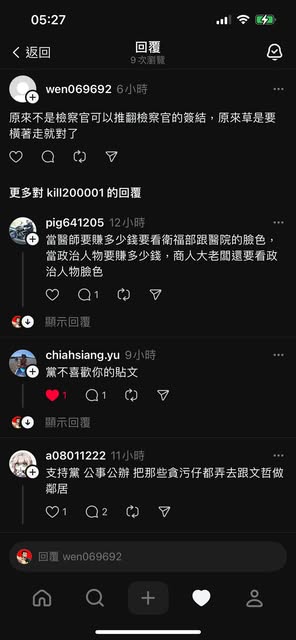 05:27
返回
回覆
9 次瀏覽
wen069692 6小時
原來不是檢察官可以推翻檢察官的簽結，原來草是要
橫著走就對了
更多對 kill200001 的回覆
pig641205 12小時
當醫師要賺多少錢要看衛福部跟醫院的臉色，
當政治人物要賺多少錢，商人大老闆還要看政
治人物臉色
1
顯示回覆
chiahsiang.yu 9小時
黨不喜歡你的貼文
1 1
顯示回覆
a08011222 11小時
支持黨 公事公辦 把那些貪污仔都弄去跟文哲做
鄰居
1 2
回覆 wen069692